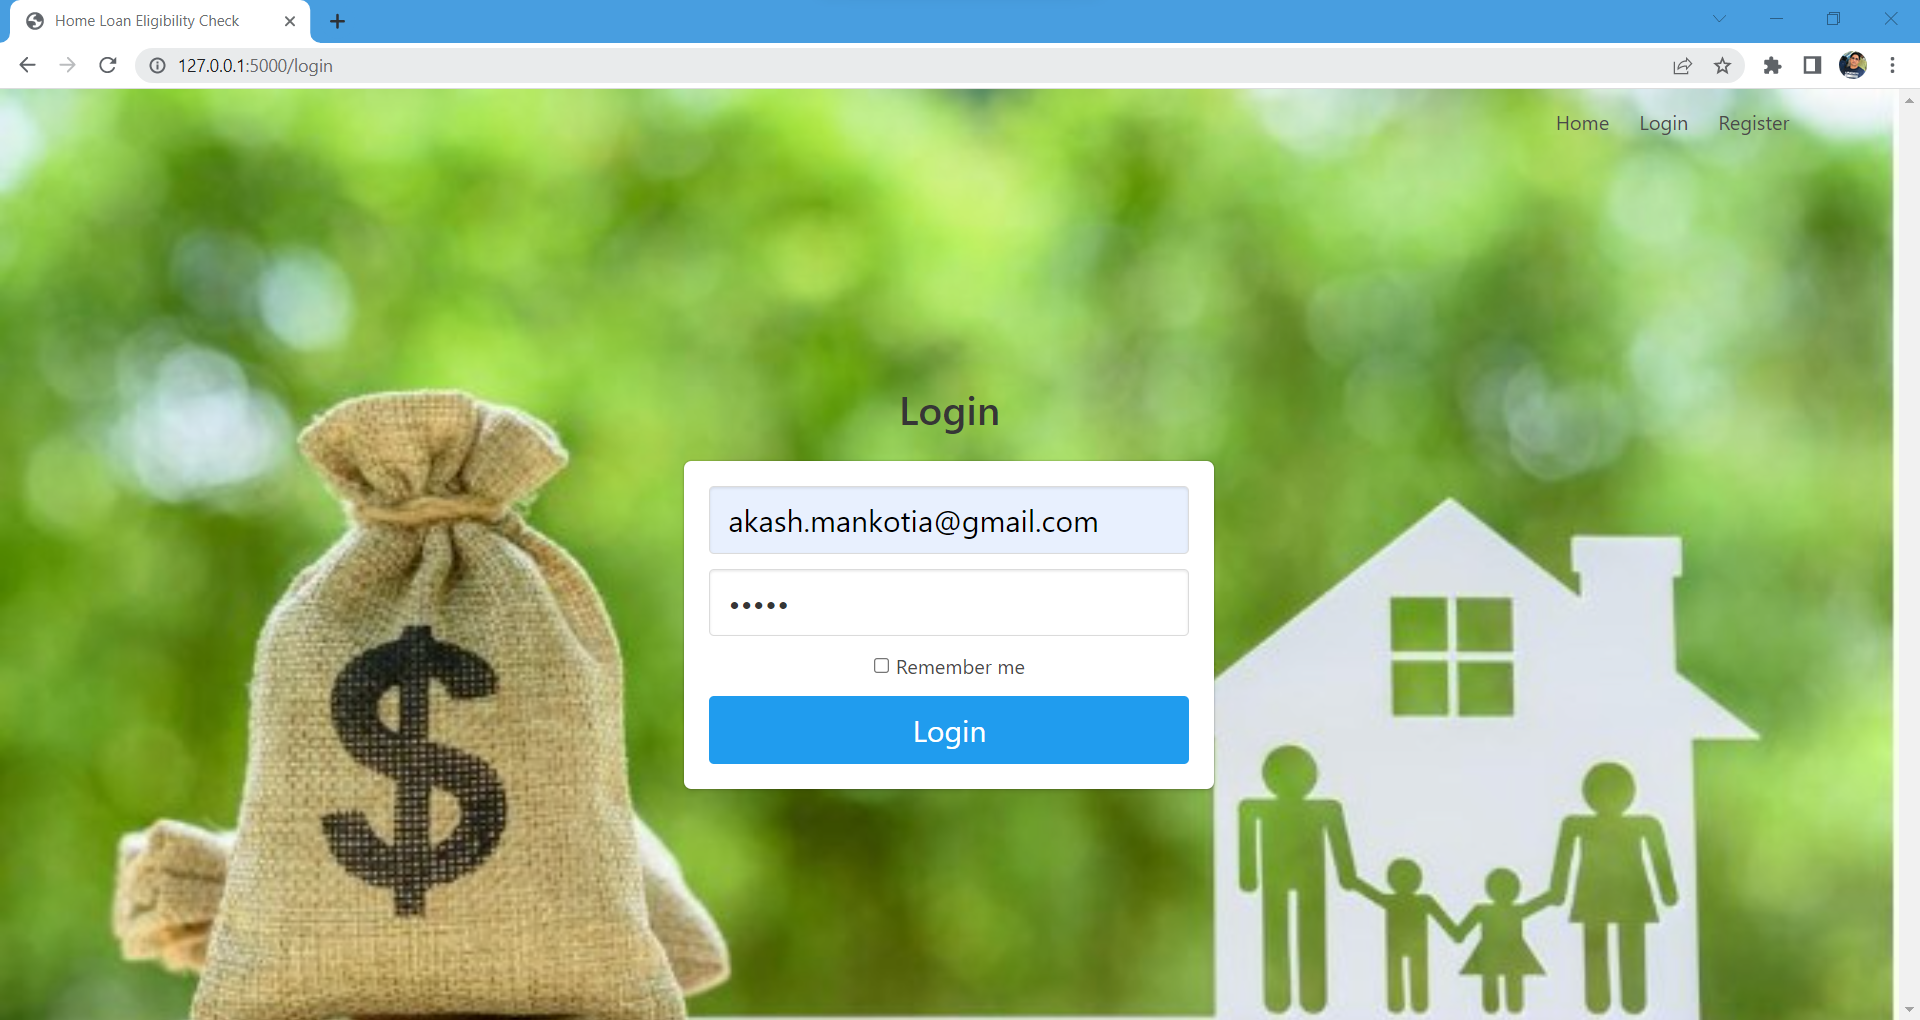 Home Loan Eligibility Check
127.0.0.1:5000/login
Home Login Register
Login
akash.mankotia@gmail.com
•••••
Remember me
Login
$